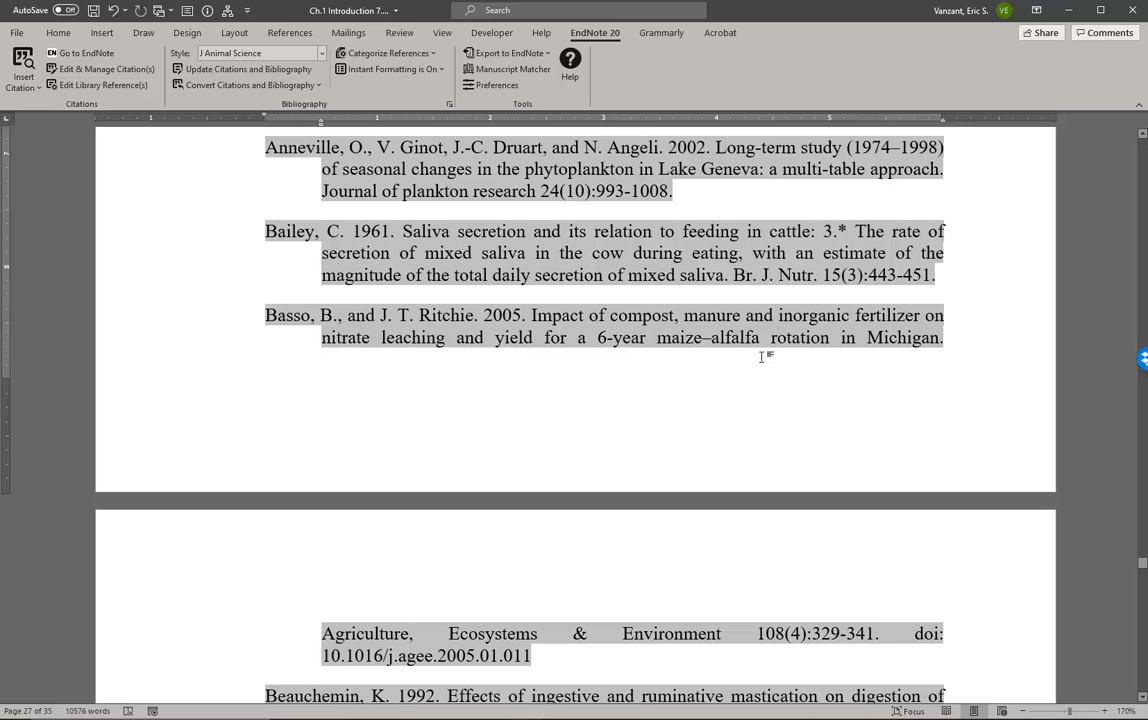 AutoSave Off
Ch.1 Introduction 7....
Search
Vanzant, Eric S.
VE
File Home Insert Draw Design Layout References Mailings Review View Developer Help EndNote 20 Grammarly Acrobat
Share Comments
Insert Citation
EN Go to EndNote
Edit & Manage Citation(s)
Edit Library Reference(s)
Citations
Style: J Animal Science
Update Citations and Bibliography
Convert Citations and Bibliography
Categorize References
Instant Formatting is On
Bibliography
Export to EndNote
Manuscript Matcher
Preferences
Help
Tools
1 1 2 3 4 5
7
8
Anneville, O., V. Ginot, J.-C. Druart, and N. Angeli. 2002. Long-term study (1974–1998)
of seasonal changes in the phytoplankton in Lake Geneva: a multi-table approach.
Journal of plankton research 24(10):993-1008.
Bailey, C. 1961. Saliva secretion and its relation to feeding in cattle: 3.* The rate of
secretion of mixed saliva in the cow during eating, with an estimate of the
magnitude of the total daily secretion of mixed saliva. Br. J. Nutr. 15(3):443-451.
Basso, B., and J. T. Ritchie. 2005. Impact of compost, manure and inorganic fertilizer on
nitrate leaching and yield for a 6-year maize–alfalfa rotation in Michigan.
Agriculture, Ecosystems & Environment 108(4):329-341. doi:
10.1016/j.agee.2005.01.011
Beauchemin, K. 1992. Effects of ingestive and ruminative mastication on digestion of
Page 27 of 35 10576 words
Focus
170%